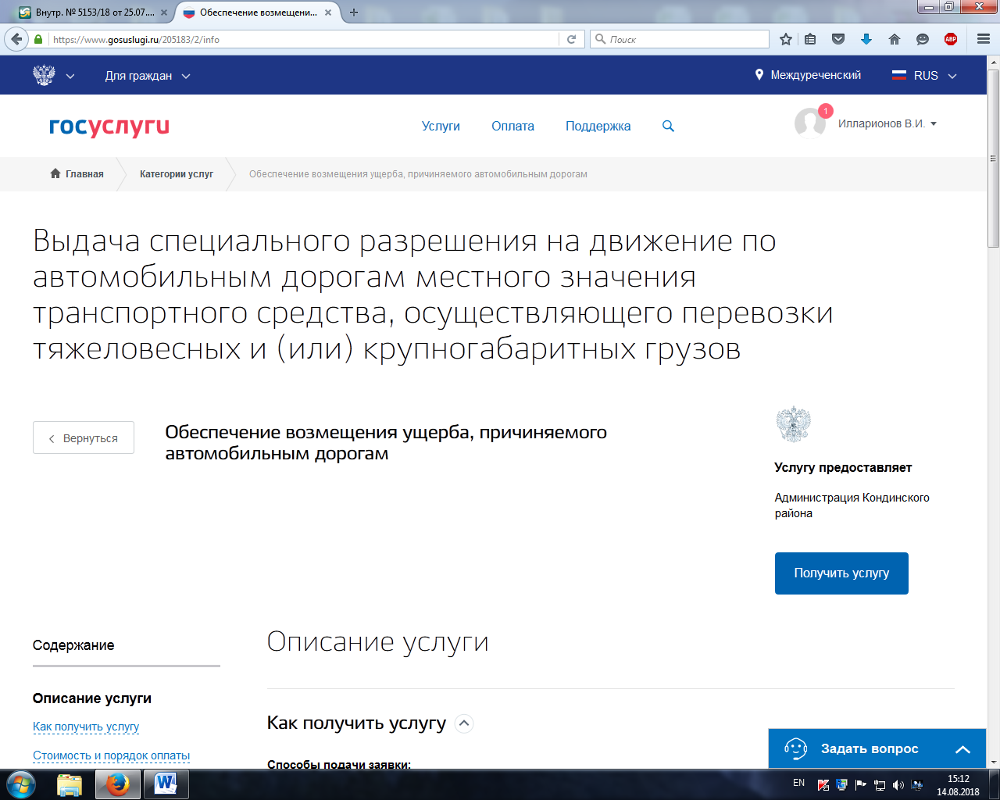 Внутр. № 5153/18 от 25.07....
Обеспечение возмещени...
https://www.gosuslugi.ru/205183/2/info
Поиск
ABP
Для граждан
Междуреченский
RUS
госуслуги
Услуги
Оплата
Поддержка
1
Илларионов В.И.
Главная
Категории услуг
Обеспечение возмещения ущерба, причиняемого автомобильным дорогам
Выдача специального разрешения на движение по
автомобильным дорогам местного значения
транспортного средства, осуществляющего перевозки
тяжеловесных и (или) крупногабаритных грузов
Вернуться
Обеспечение возмещения ущерба, причиняемого
автомобильным дорогам
Услугу предоставляет
Администрация Кондинского
района
Получить услугу
Содержание
Описание услуги
Описание услуги
Как получить услугу
Как получить услугу
Стоимость и порядок оплаты
Способы подачи заявки:
Задать вопрос
EN
15:12
14.08.2018